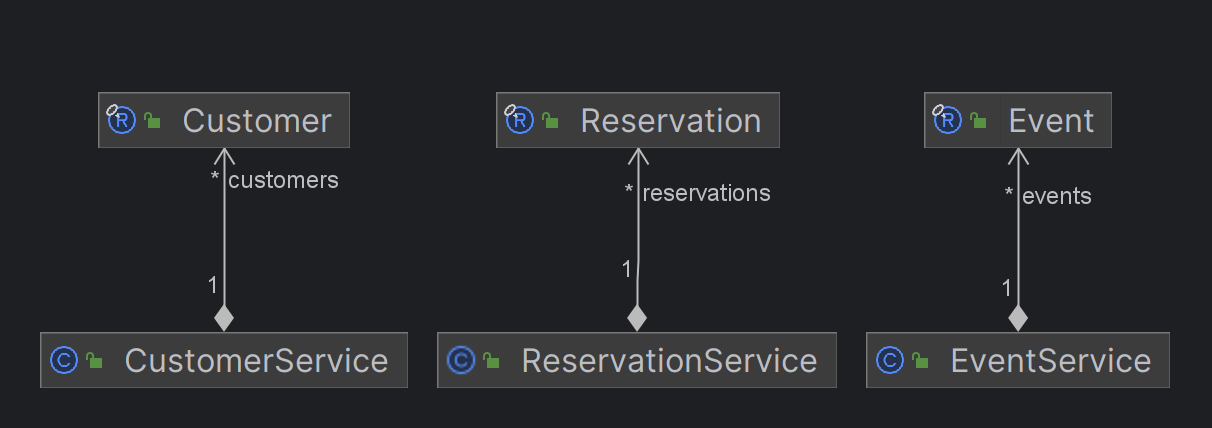 R Customer
R Reservation
R Event
* customers
* reservations
* events
1
1
1
C CustomerService
C ReservationService
C EventService